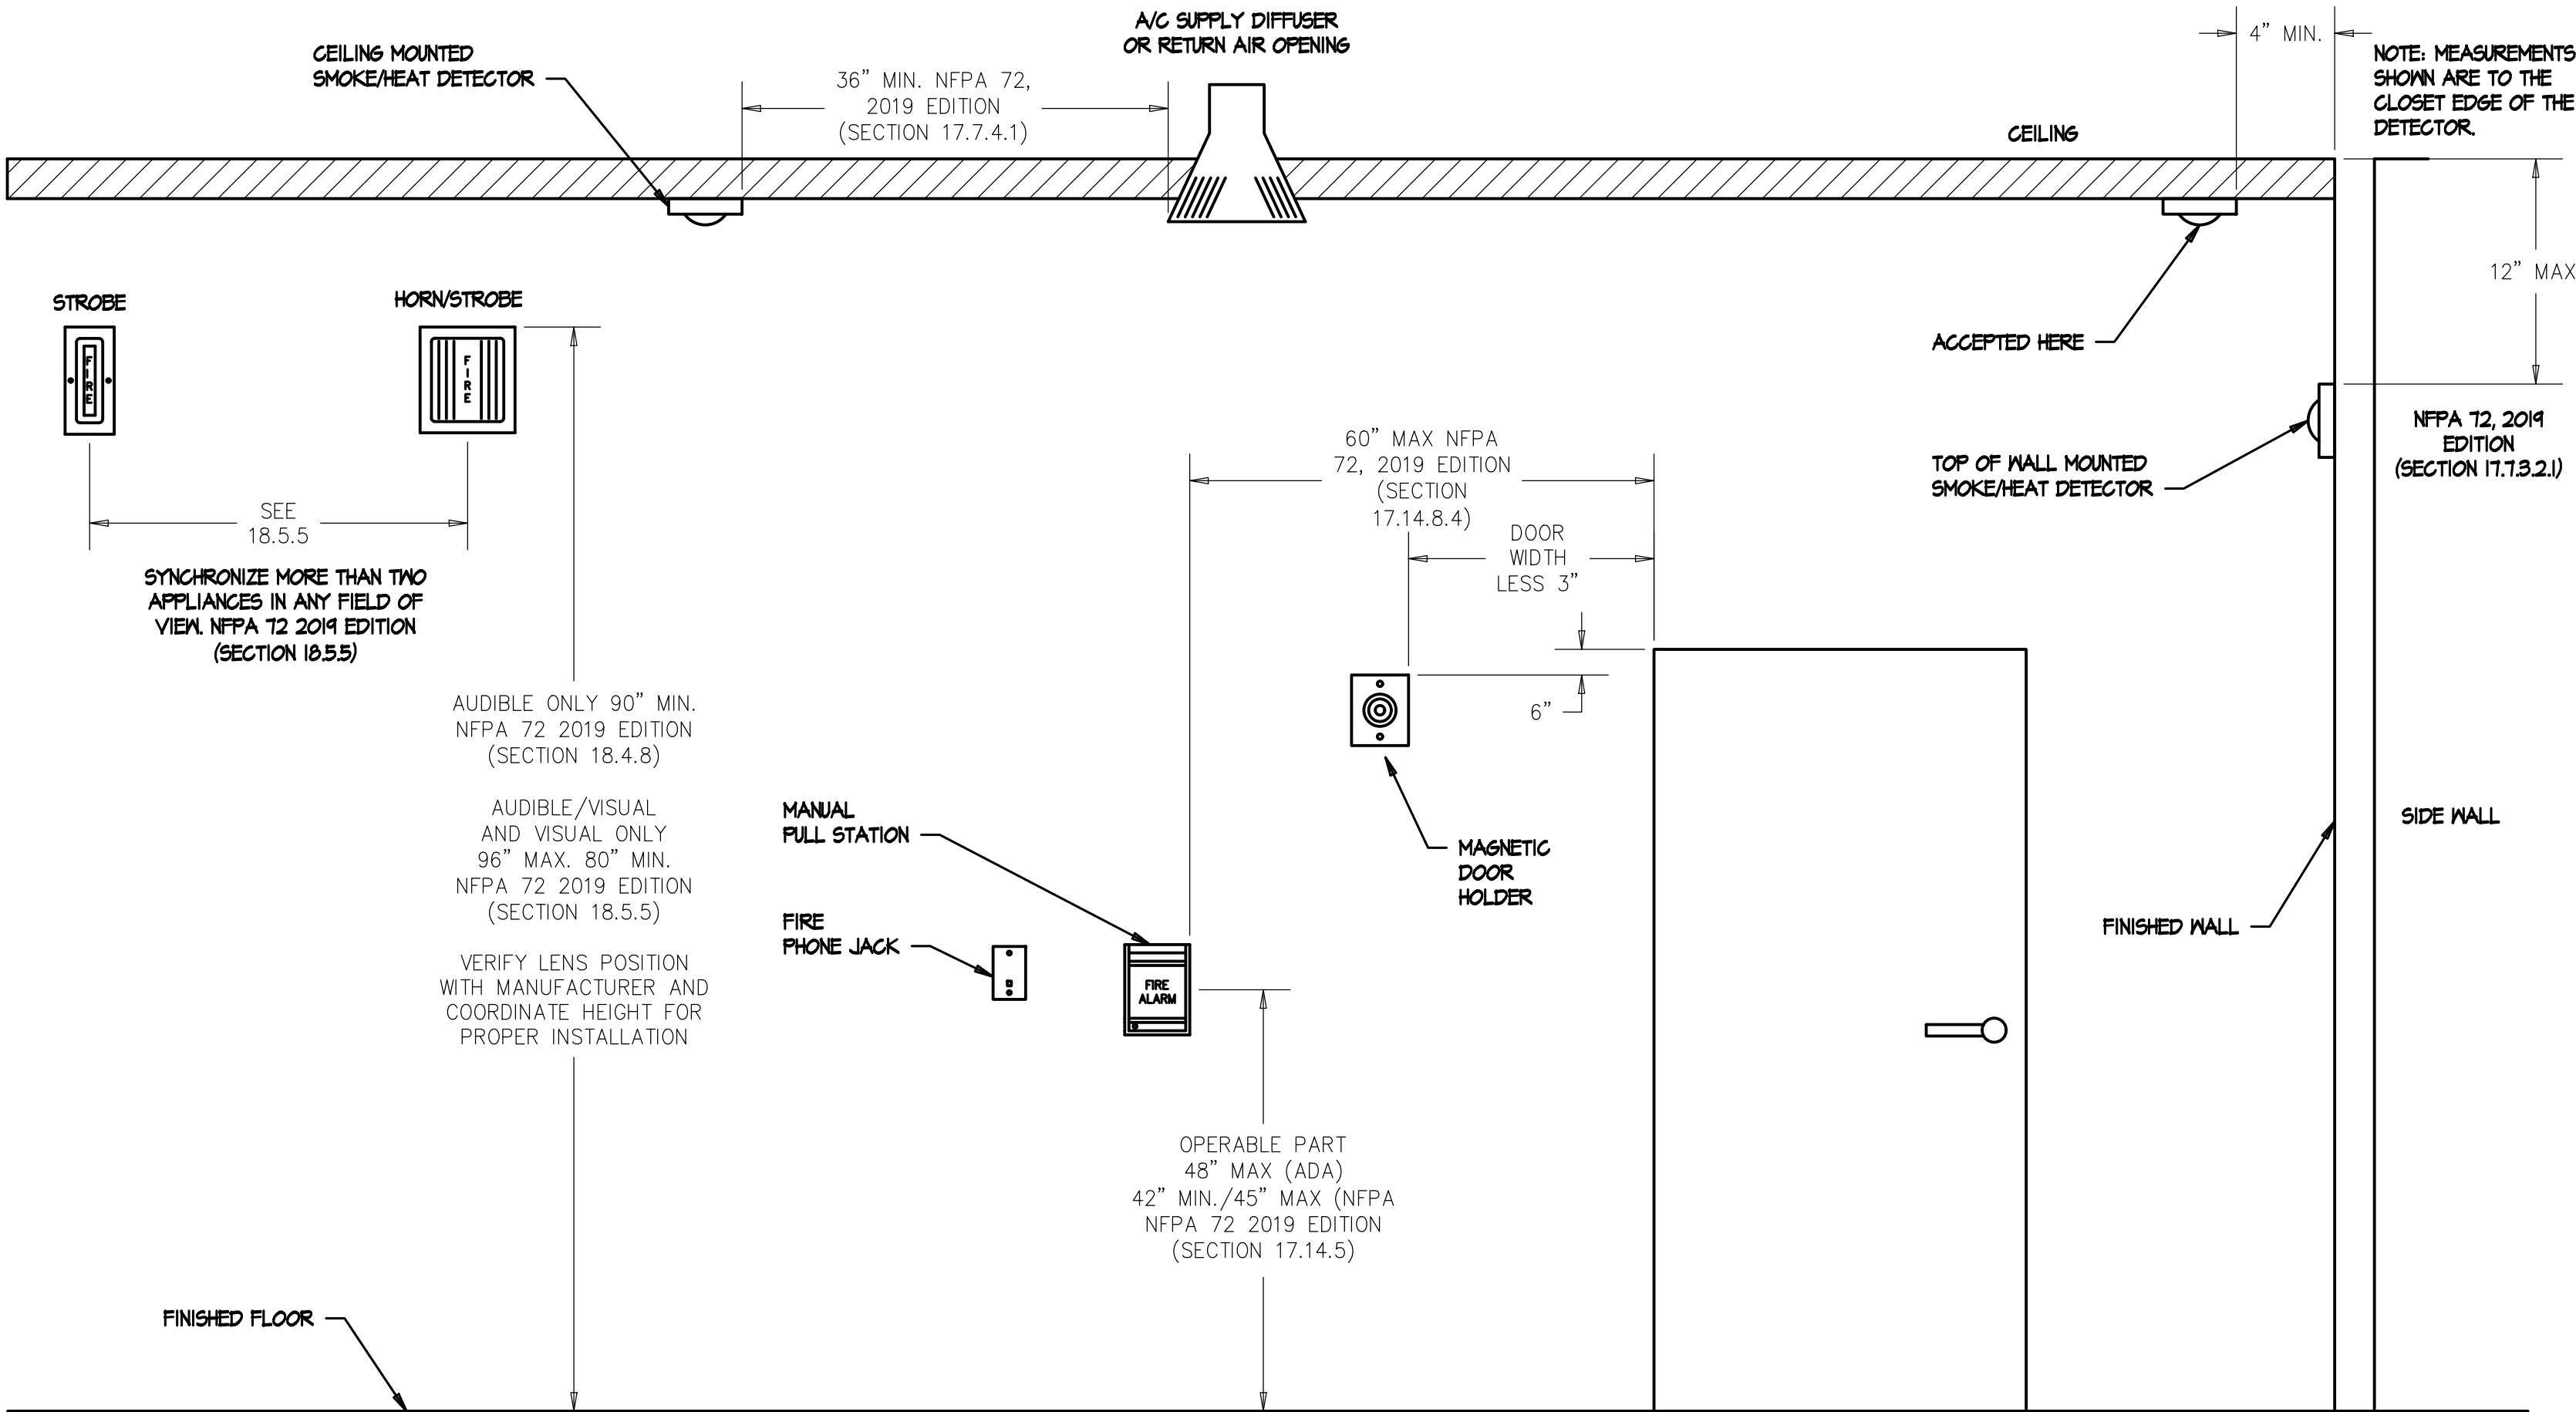 A/C SUPPLY DIFFUSER
OR RETURN AIR OPENING
CEILING MOUNTED
SMOKE/HEAT DETECTOR
36" MIN. NFPA 72,
2019 EDITION
(SECTION 17.7.4.1)
4" MIN.
NOTE: MEASUREMENTS
SHOWN ARE TO THE
CLOSET EDGE OF THE
DETECTOR.
CEILING
12" MAX
STROBE
HORN/STROBE
FIRE
FIRE
ACCEPTED HERE
NFPA 72, 2019
EDITION
(SECTION 17.7.3.2.1)
TOP OF WALL MOUNTED
SMOKE/HEAT DETECTOR
60" MAX NFPA
72, 2019 EDITION
(SECTION
17.14.8.4)
SEE
18.5.5
DOOR
WIDTH
LESS 3"
SYNCHRONIZE MORE THAN TWO
APPLIANCES IN ANY FIELD OF
VIEW. NFPA 72 2019 EDITION
(SECTION 18.5.5)
6"
AUDIBLE ONLY 90" MIN.
NFPA 72 2019 EDITION
(SECTION 18.4.8)
AUDIBLE/VISUAL
AND VISUAL ONLY
96" MAX. 80" MIN.
NFPA 72 2019 EDITION
(SECTION 18.5.5)
VERIFY LENS POSITION
WITH MANUFACTURER AND
COORDINATE HEIGHT FOR
PROPER INSTALLATION
MANUAL
PULL STATION
FIRE
PHONE JACK
MAGNETIC
DOOR
HOLDER
SIDE WALL
FINISHED WALL
FIRE
ALARM
OPERABLE PART
48" MAX (ADA)
42" MIN./45" MAX (NFPA
NFPA 72 2019 EDITION
(SECTION 17.14.5)
FINISHED FLOOR